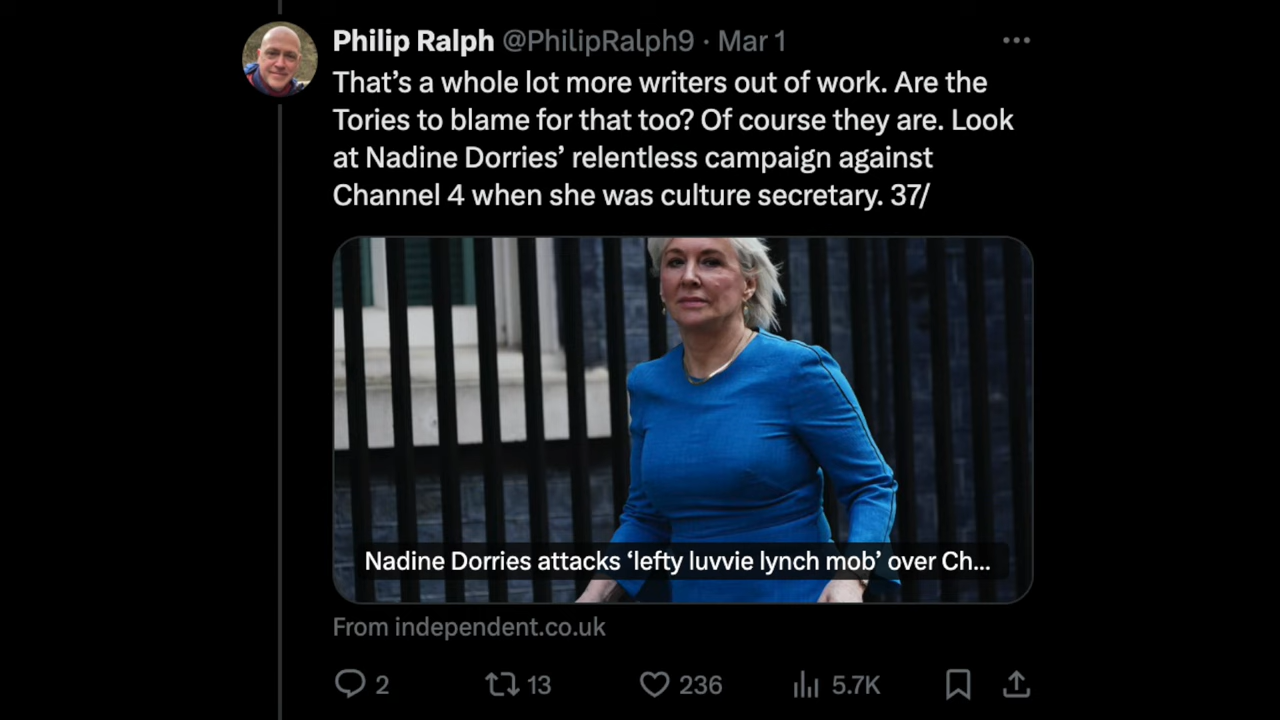 Philip Ralph @PhilipRalph9 · Mar 1
That’s a whole lot more writers out of work. Are the
Tories to blame for that too? Of course they are. Look
at Nadine Dorries’ relentless campaign against
Channel 4 when she was culture secretary. 37/
Nadine Dorries attacks ‘lefty luvvie lynch mob’ over Ch...
From independent.co.uk
2 13 236 5.7K